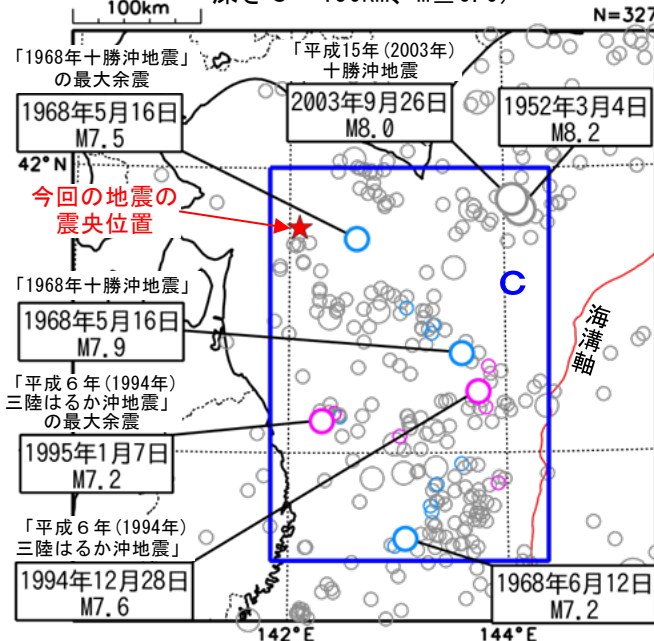 100km
深さ0～100km、M≧6.0)
N=327
「1968年十勝沖地震」
の最大余震
1968年5月16日
M7.5
「平成15年(2003年)
十勝沖地震
2003年9月26日
M8.0
1952年3月4日
M8.2
42°N
今回の地震の
震央位置
C
「1968年十勝沖地震」
1968年5月16日
M7.9
海溝軸
「平成6年(1994年)
三陸はるか沖地震」
の最大余震
1995年1月7日
M7.2
「平成6年(1994年)
三陸はるか沖地震」
1994年12月28日
M7.6
1968年6月12日
M7.2
142°E
144°E